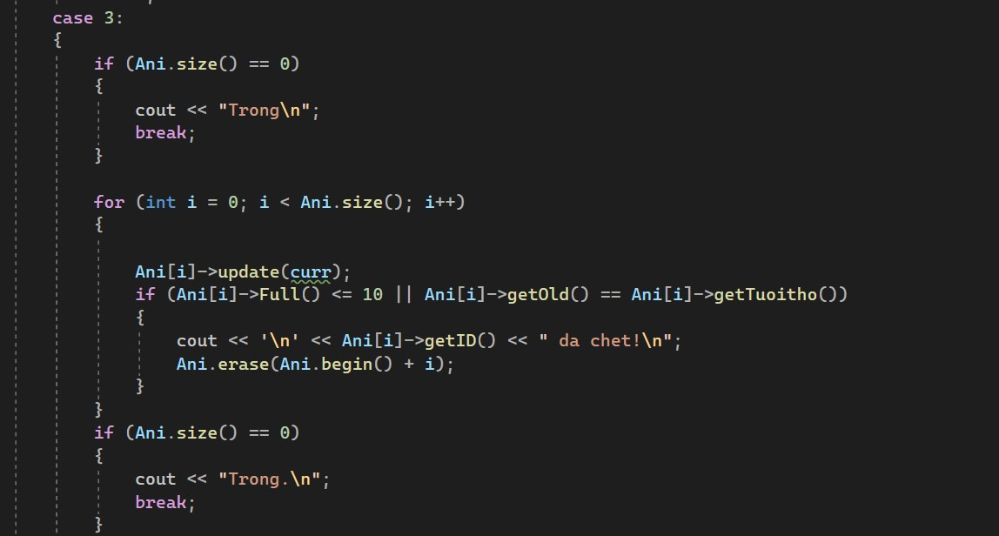 case 3:
{
if (Ani.size() == 0)
{
cout << "Trong\n";
break;
}
for (int i = 0; i < Ani.size(); i++)
{
Ani[i]->update(curr);
if (Ani[i]->Full() <= 10 || Ani[i]->getOld() == Ani[i]->getTuoitho())
{
cout << '\n' << Ani[i]->getID() << " da chet!\n";
Ani.erase(Ani.begin() + i);
}
}
if (Ani.size() == 0)
{
cout << "Trong.\n";
break;
}